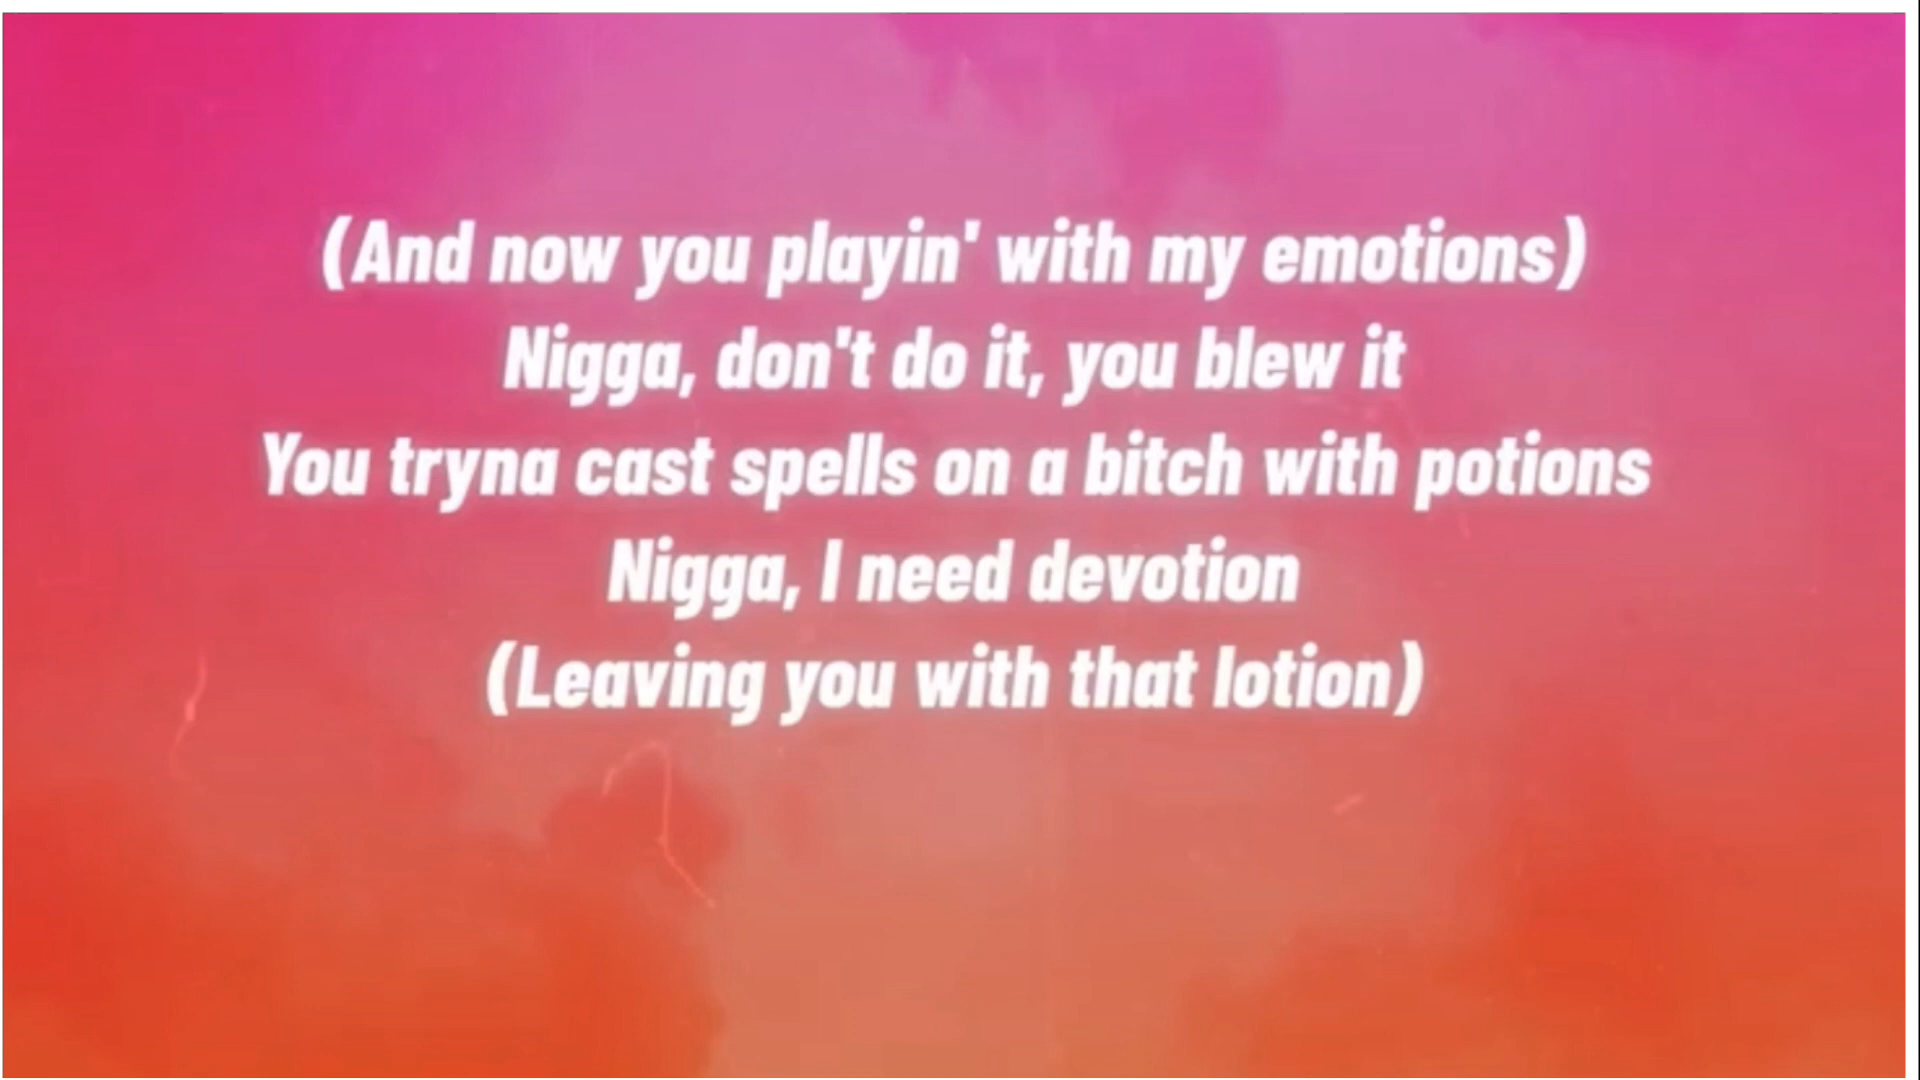 (And now you playin' with my emotions)
Nigga, don't do it, you blew it
You tryna cast spells on a bitch with potions
Nigga, I need devotion
(Leaving you with that lotion)